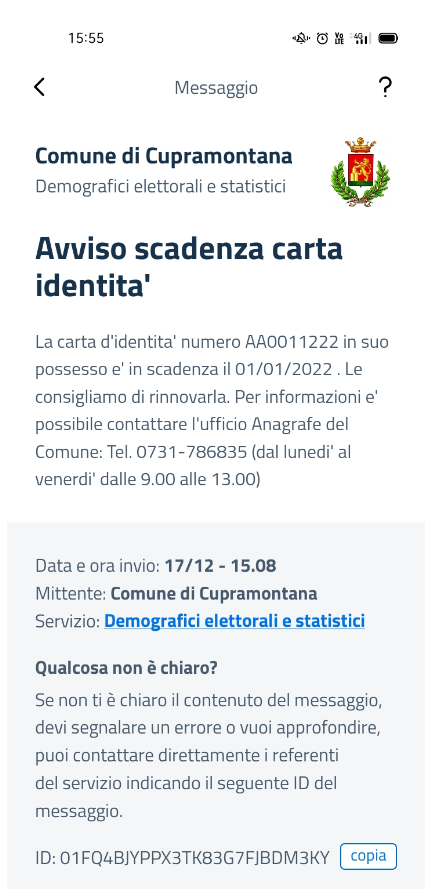 15:55
Vo LTE 4G
Messaggio
?
Comune di Cupramontana
Demografici elettorali e statistici
Avviso scadenza carta
identita'
La carta d'identita' numero AA0011222 in suo
possesso e' in scadenza il 01/01/2022 . Le
consigliamo di rinnovarla. Per informazioni e'
possibile contattare l'ufficio Anagrafe del
Comune: Tel. 0731-786835 (dal lunedi' al
venerdi' dalle 9.00 alle 13.00)
Data e ora invio: 17/12 - 15.08
Mittente: Comune di Cupramontana
Servizio: Demografici elettorali e statistici
Qualcosa non è chiaro?
Se non ti è chiaro il contenuto del messaggio,
devi segnalare un errore o vuoi approfondire,
puoi contattare direttamente i referenti
del servizio indicando il seguente ID del
messaggio.
ID: 01FQ4BJYPPX3TK83G7FJBDM3KY copia